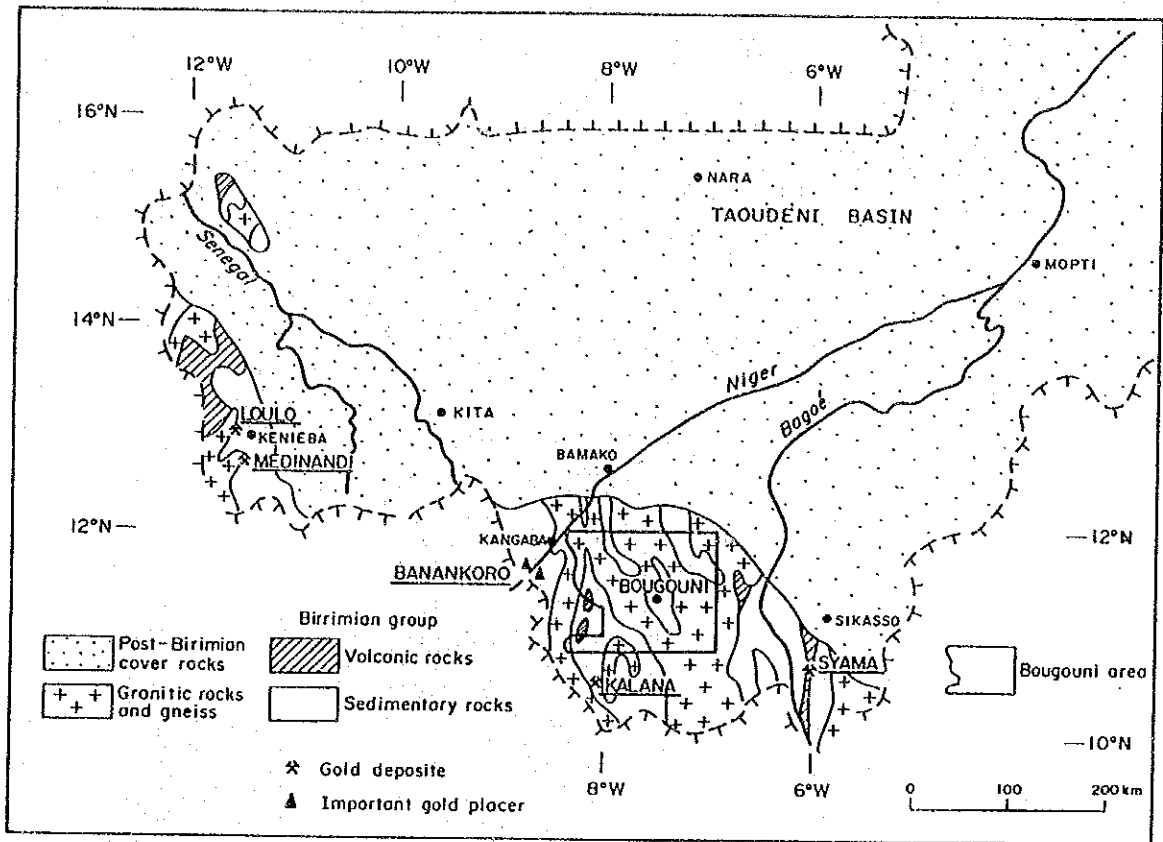 12°W
10°W
8°W
6°W
16°N
NARA
TAOUDENI BASIN
Senegal
MOPTI
14°N
Niger
KITA
Bagoé
LOULO
KENIEBA
MEDINANDI
BAMAKO
12°N
12°N
KANGABA
BANANKORO
BOUGOUNI
SIKASSO
SYAMA
KALANA
Birrimian group
Post-Birimian
cover rocks
Volcanic rocks
Granitic rocks
and gneiss
Sedimentary rocks
Bougouni area
10°N
Gold deposite
Important gold placer
8°W
6°W
0 100 200 km